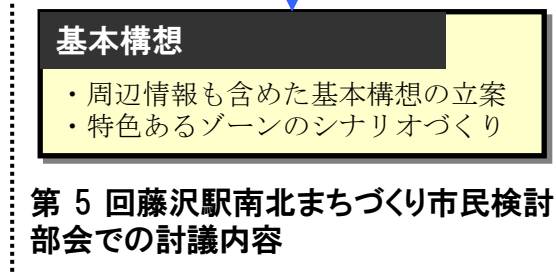 基本構想
・周辺情報も含めた基本構想の立案
・特色あるゾーンのシナリオづくり
第 5 回藤沢駅南北まちづくり市民検討
部会での討議内容